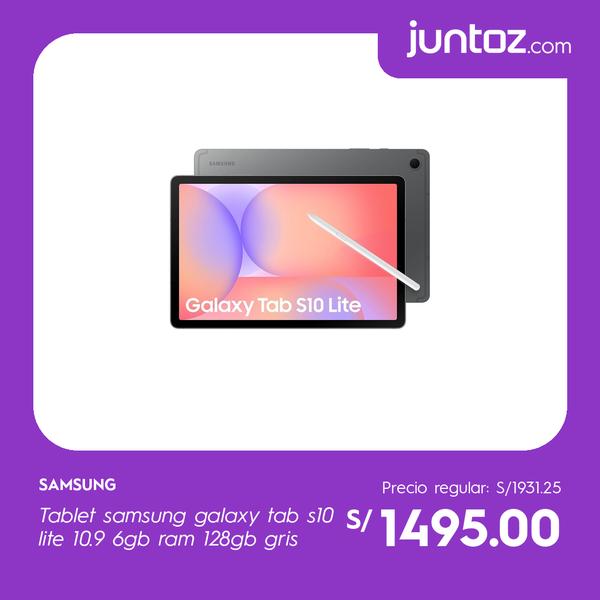 juntoz.com
SAMSUNG
Galaxy Tab S10 Lite
SAMSUNG
Tablet samsung galaxy tab s10
lite 10.9 6gb ram 128gb gris
Precio regular: S/1931.25
S/1495.00